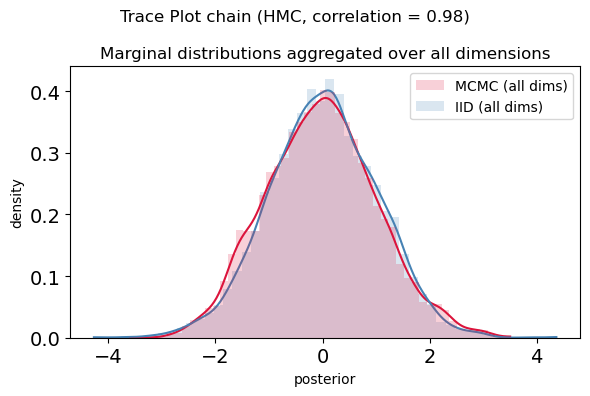 Trace Plot chain (HMC, correlation = 0.98)
Marginal distributions aggregated over all dimensions
MCMC (all dims)
IID (all dims)
density
0.4
0.3
0.2
0.1
0.0
−4
−2
0
2
4
posterior